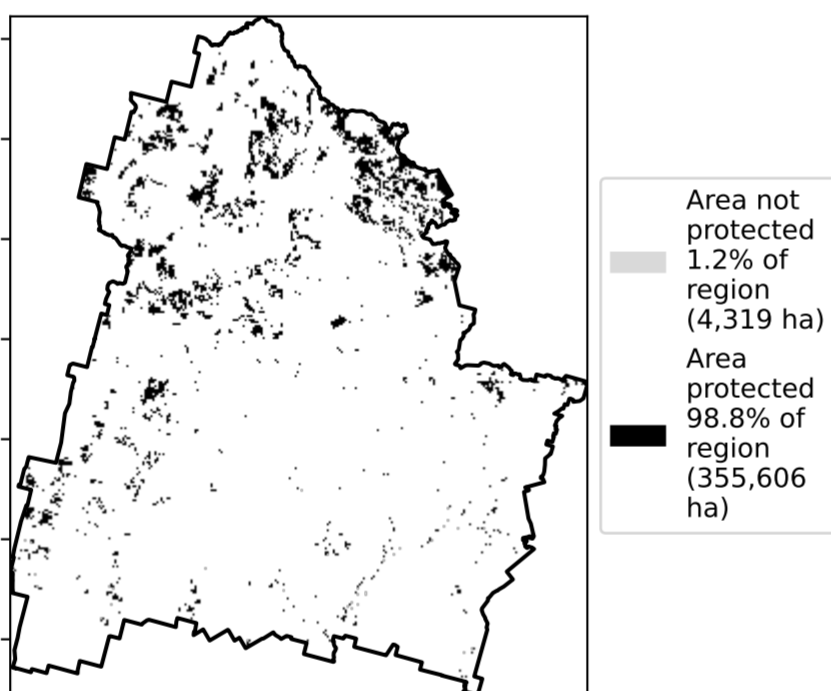 Area not
protected
1.2% of
region
(4,319 ha)
Area
protected
98.8% of
region
(355,606
ha)